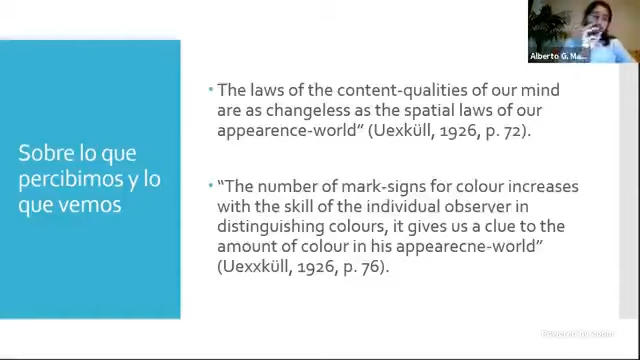 Alberto G. Ma...
Sobre lo que
percibimos y lo
que vemos
• The laws of the content-qualities of our mind
are as changeless as the spatial laws of our
appearence-world” (Uexküll, 1926, p. 72).
• “The number of mark-signs for colour increases
with the skill of the individual observer in
distinguishing colours, it gives us a clue to the
amount of colour in his appearecne-world”
(Uexxküll, 1926, p. 76).
Powered by zoom